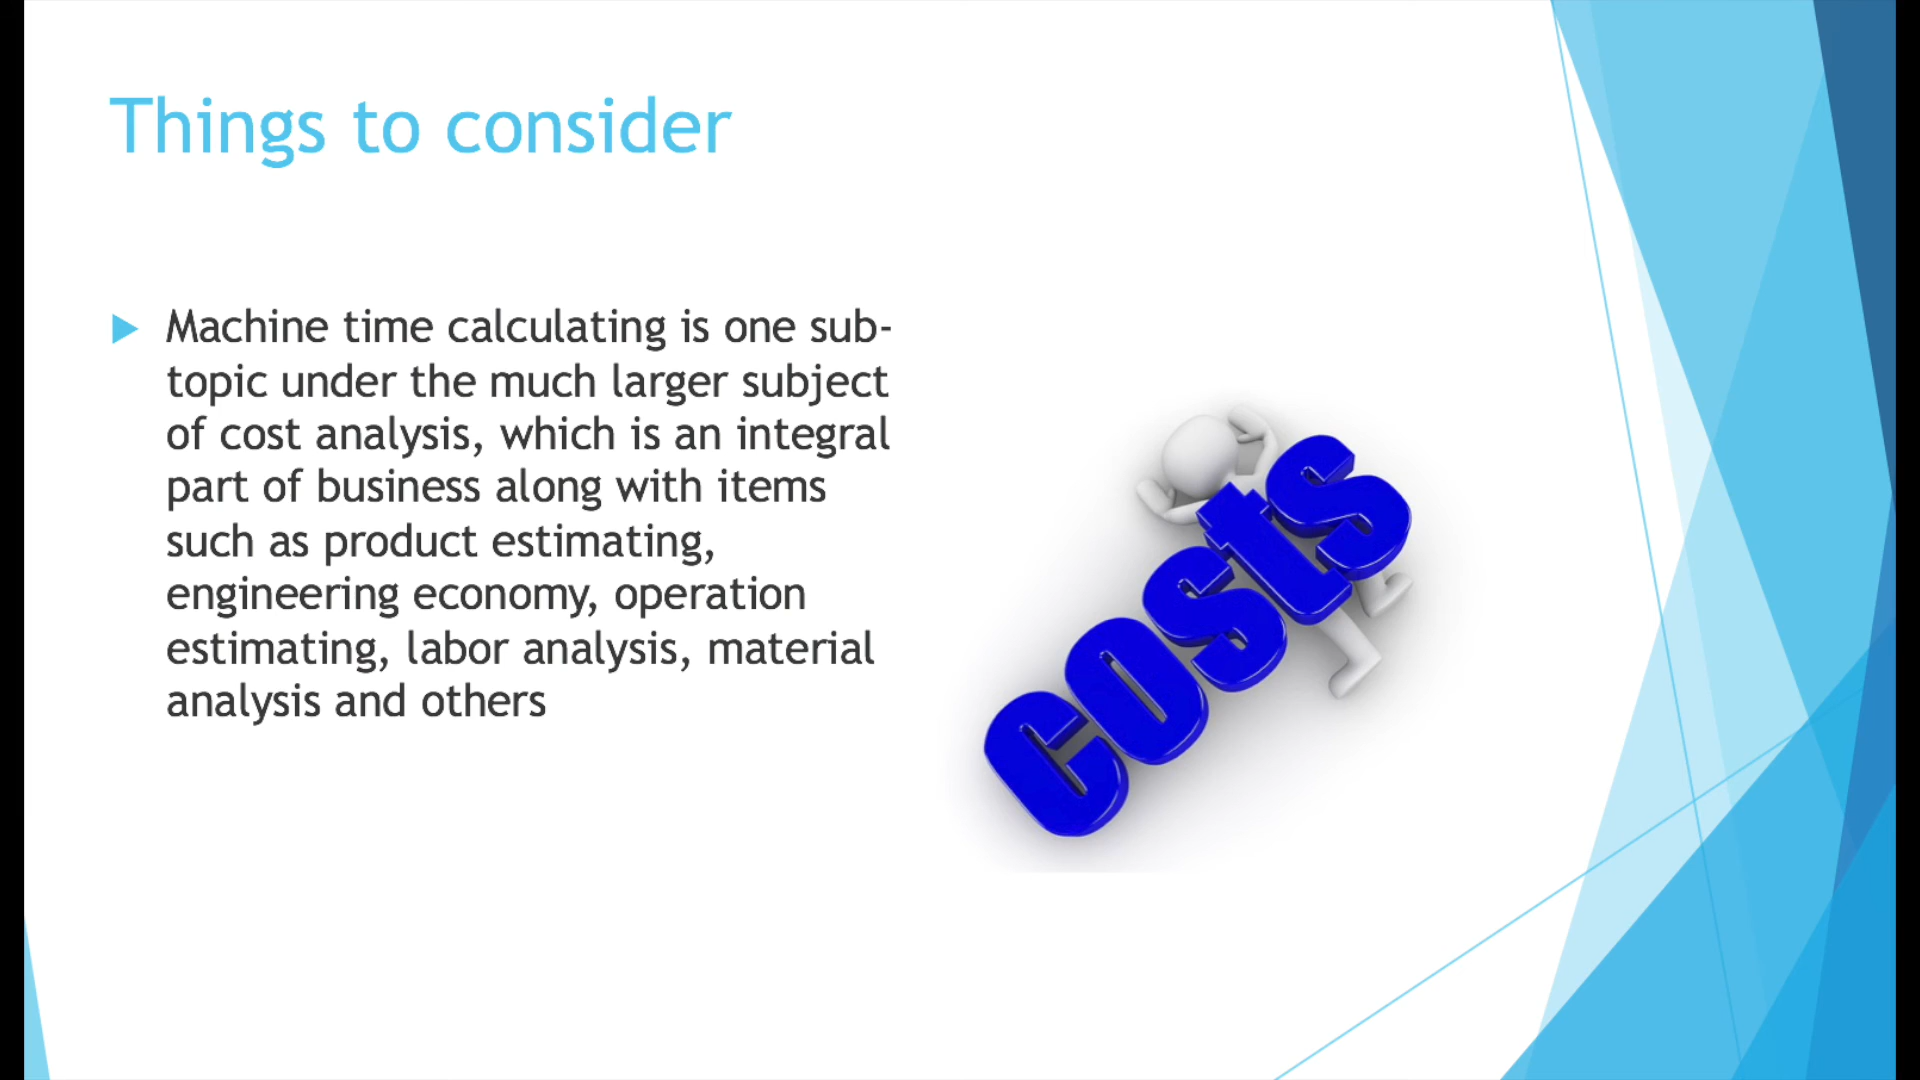 Things to consider
Machine time calculating is one sub-
topic under the much larger subject
of cost analysis, which is an integral
part of business along with items
such as product estimating,
engineering economy, operation
estimating, labor analysis, material
analysis and others
costs